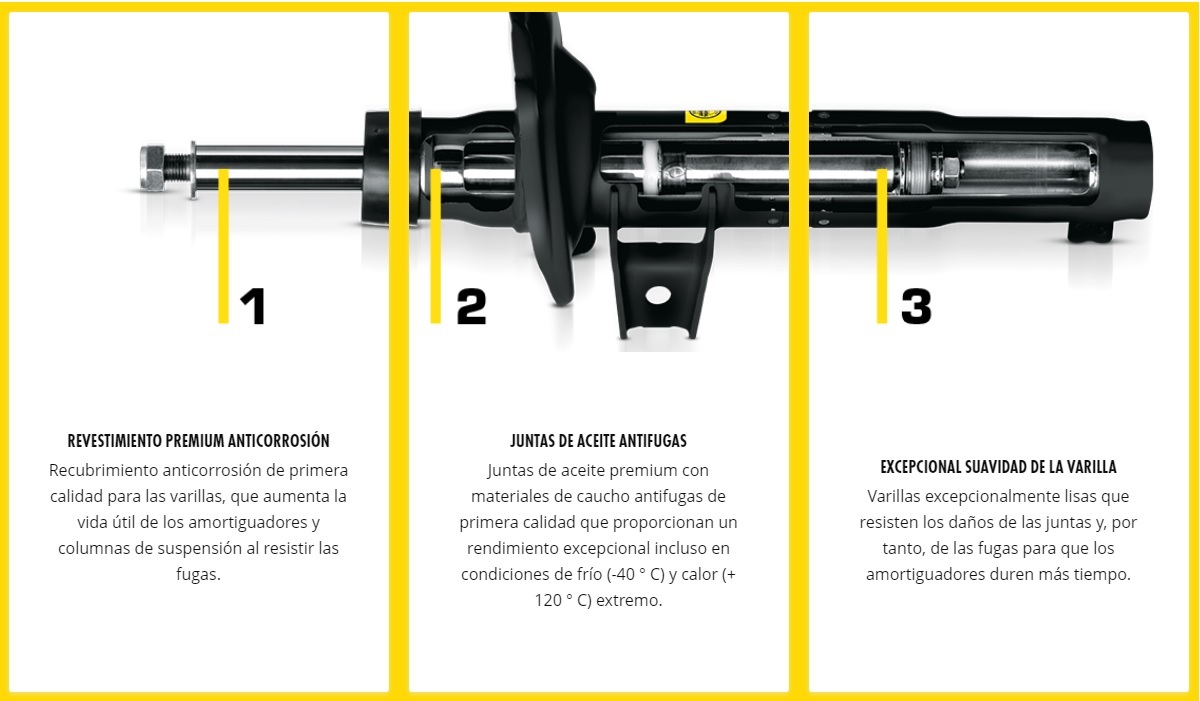 1
2
3
REVESTIMIENTO PREMIUM ANTICORROSIÓN
Recubrimiento anticorrosión de primera
calidad para las varillas, que aumenta la
vida útil de los amortiguadores y
columnas de suspensión al resistir las
fugas.
JUNTAS DE ACEITE ANTIFUGAS
Juntas de aceite premium con
materiales de caucho antifugas de
primera calidad que proporcionan un
rendimiento excepcional incluso en
condiciones de frío (-40 ° C) y calor (+
120 ° C) extremo.
EXCEPCIONAL SUAVIDAD DE LA VARILLA
Varillas excepcionalmente lisas que
resisten los daños de las juntas y, por
tanto, de las fugas para que los
amortiguadores duren más tiempo.